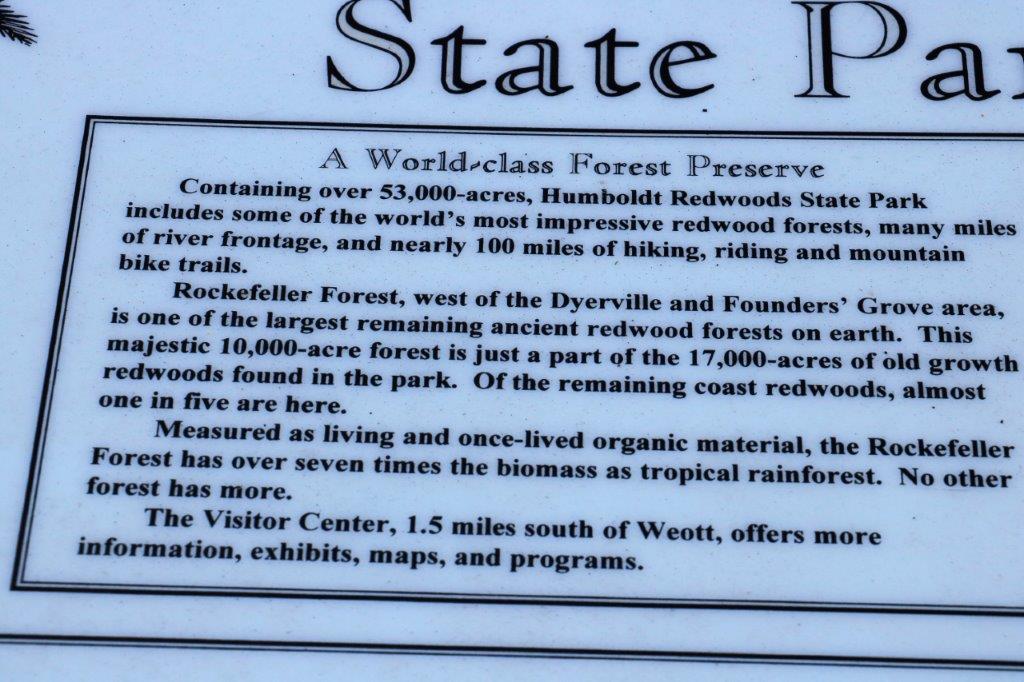 State Pa
A World-class Forest Preserve
Containing over 53,000-acres, Humboldt Redwoods State Park
includes some of the world's most impressive redwood forests, many miles
of river frontage, and nearly 100 miles of hiking, riding and mountain
bike trails.
Rockefeller Forest, west of the Dyerville and Founders' Grove area,
is one of the largest remaining ancient redwood forests on earth. This
majestic 10,000-acre forest is just a part of the 17,000-acres of old growth
redwoods found in the park. Of the remaining coast redwoods, almost
one in five are here.
Measured as living and once-lived organic material, the Rockefeller
Forest has over seven times the biomass as tropical rainforest. No other
forest has more.
The Visitor Center, 1.5 miles south of Weott, offers more
information, exhibits, maps, and programs.